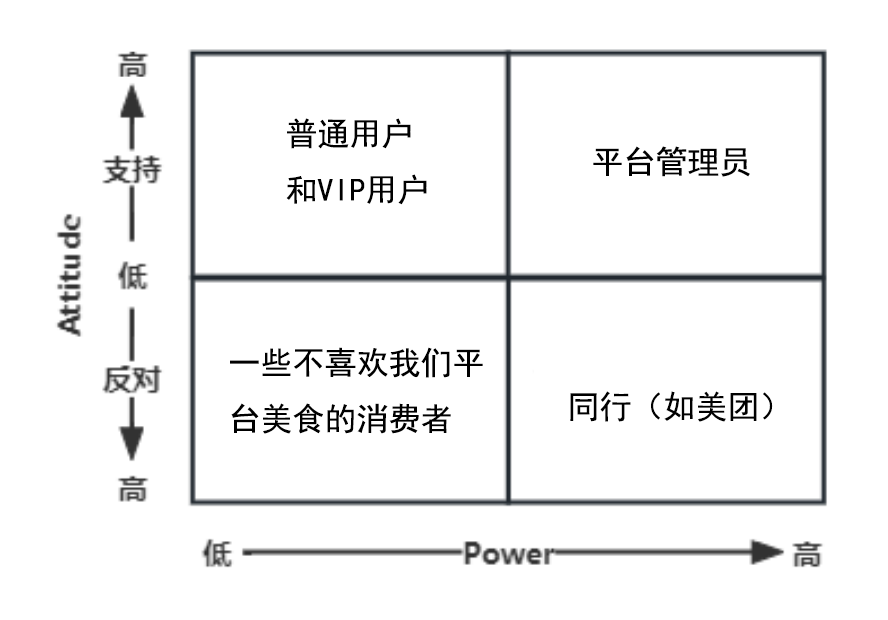 高
支持
Attitude
低
反对
高
普通用户
和VIP用户
平台管理员
一些不喜欢我们平
台美食的消费者
同行（如美团）
低
Power
高